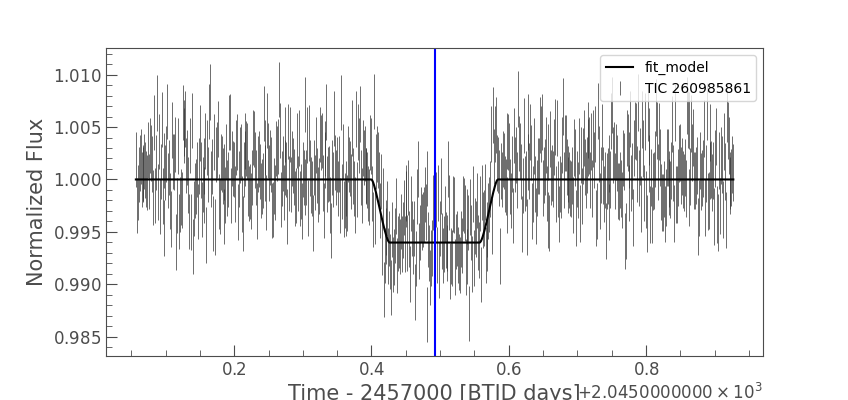 fit_model
TIC 260985861
1.010
1.005
1.000
0.995
0.990
0.985
Normalized Flux
0.2
0.4
0.6
0.8
Time - 2457000 [BTJD days]
+2.0450000000 × 10³